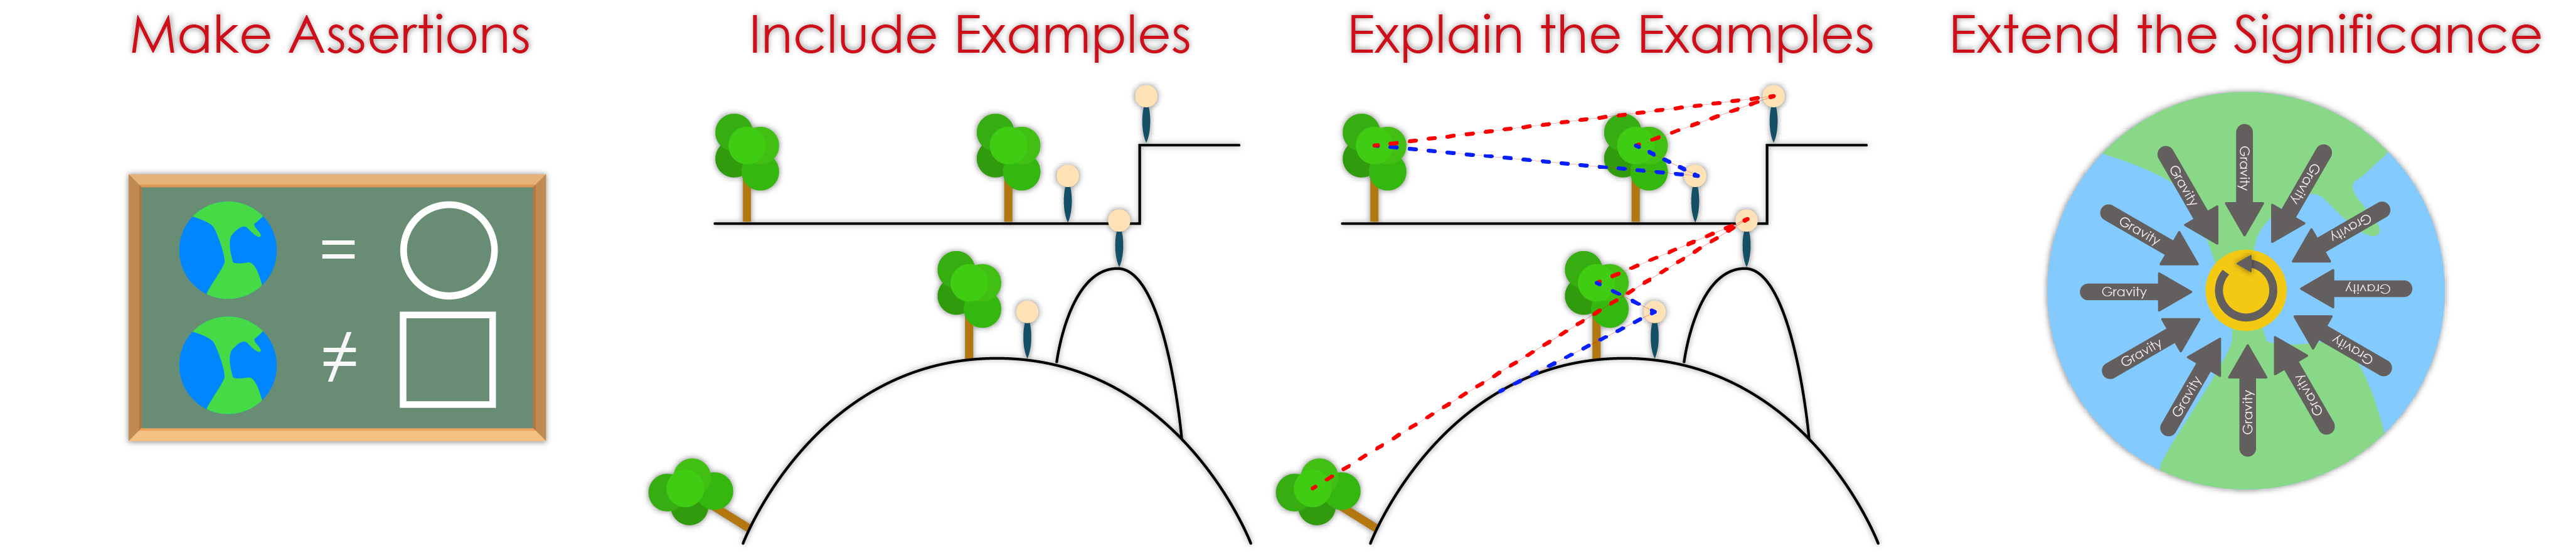 Make Assertions
Include Examples
Explain the Examples
Extend the Significance
=
≠
Gravity
Gravity
Gravity
Gravity
Gravity
Gravity
Gravity
Gravity
Gravity
Gravity
Gravity
Gravity